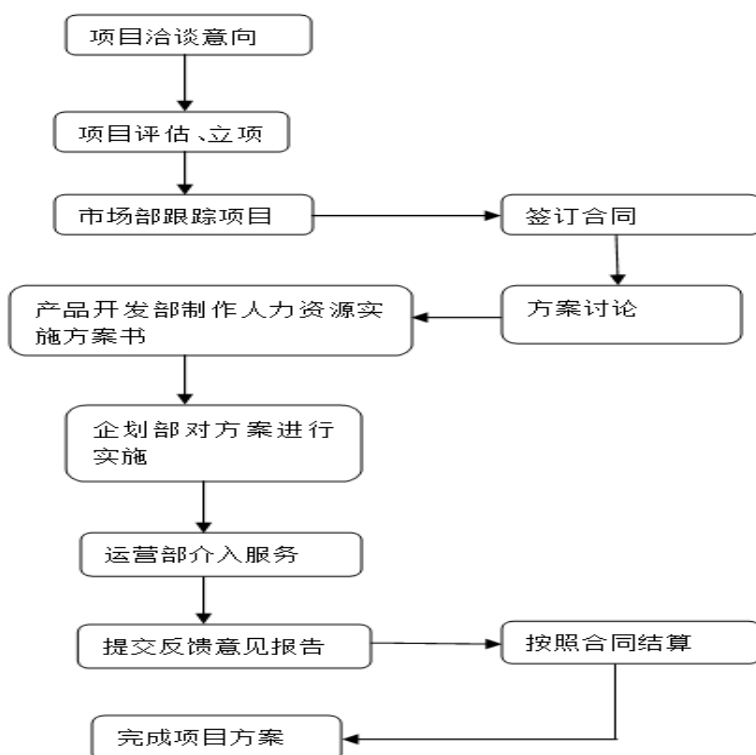 项目洽谈意向
项目评估、立项
市场部跟踪项目
签订合同
方案讨论
产品开发部制作人力资源实
施方案书
企划部对方案进行
实施
运营部介入服务
提交反馈意见报告
按照合同结算
完成项目方案